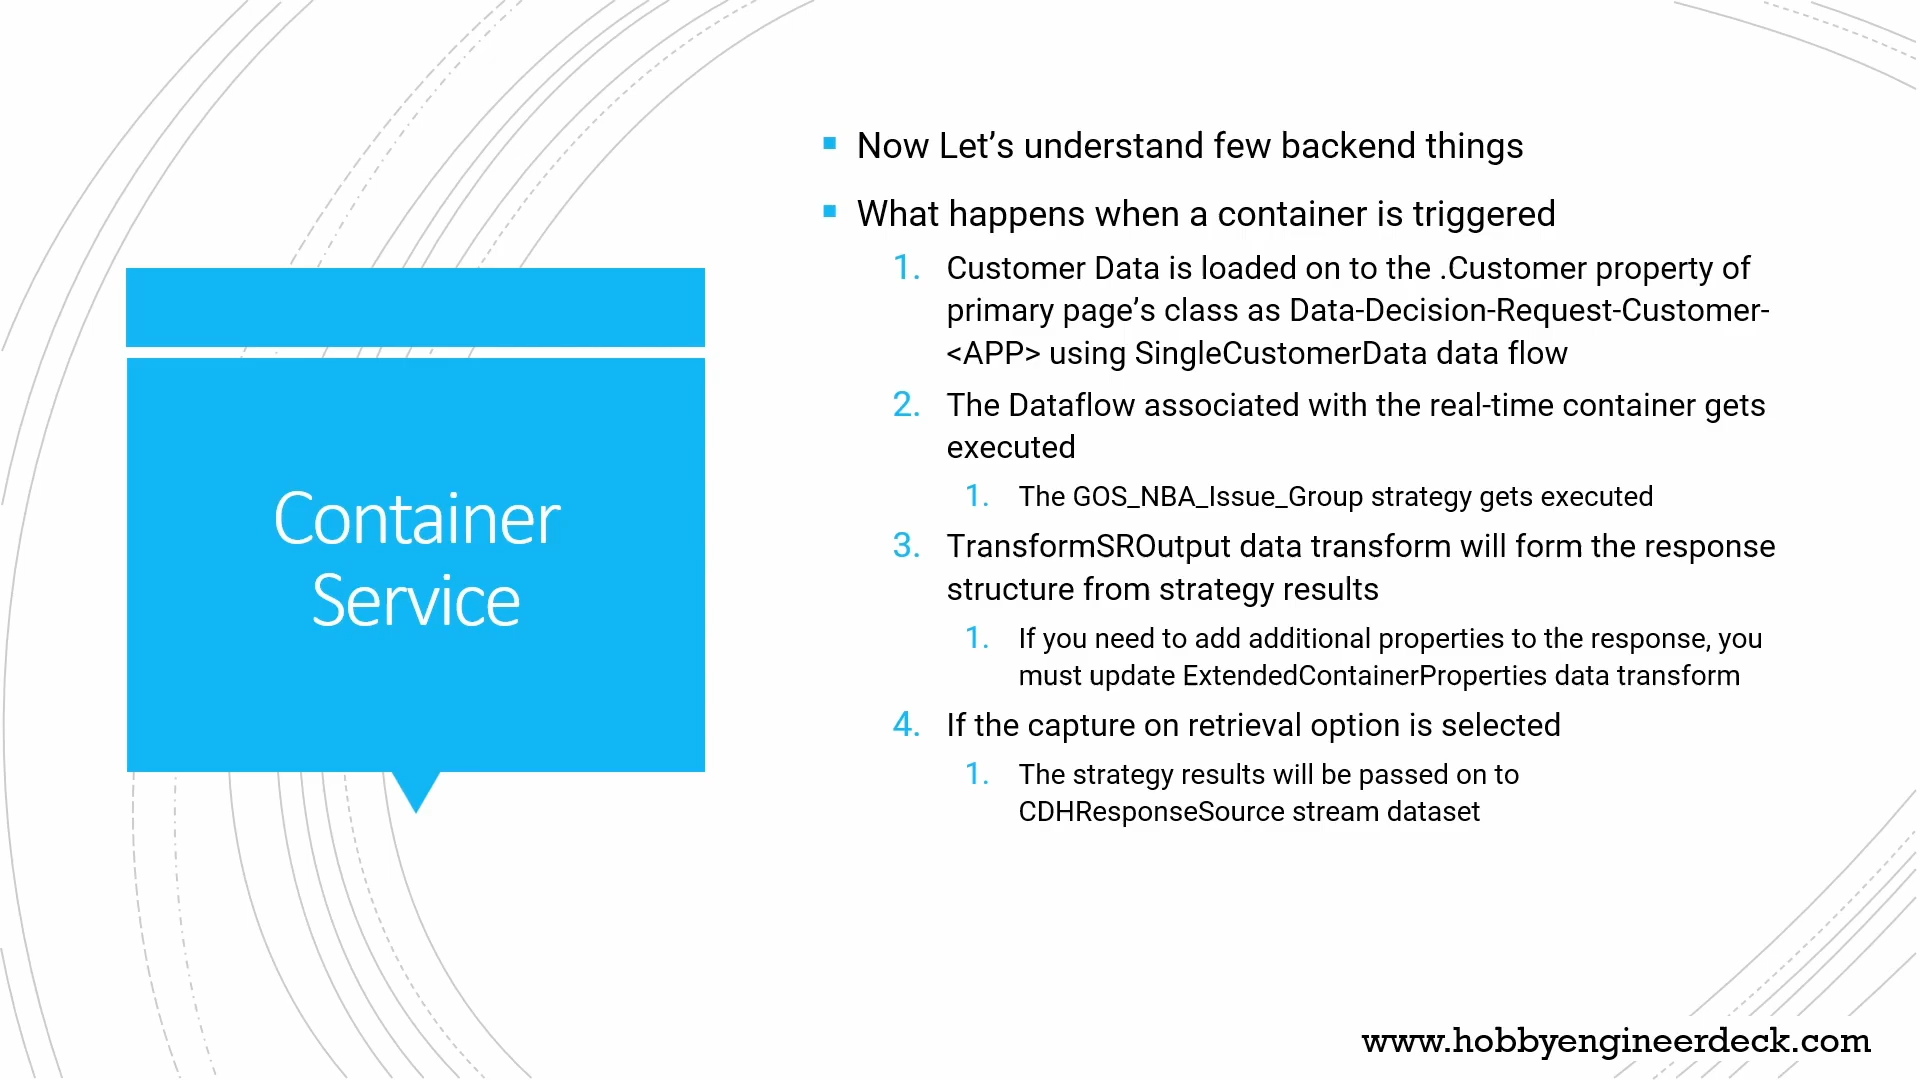 Container
Service
Now Let’s understand few backend things
What happens when a container is triggered
1. Customer Data is loaded on to the .Customer property of
primary page’s class as Data-Decision-Request-Customer-
<APP> using SingleCustomerData data flow
2. The Dataflow associated with the real-time container gets
executed
1. The GOS_NBA_Issue_Group strategy gets executed
3. TransformSROutput data transform will form the response
structure from strategy results
1. If you need to add additional properties to the response, you
must update ExtendedContainerProperties data transform
4. If the capture on retrieval option is selected
1. The strategy results will be passed on to
CDHResponseSource stream dataset
www.hobbyengineerdeck.com